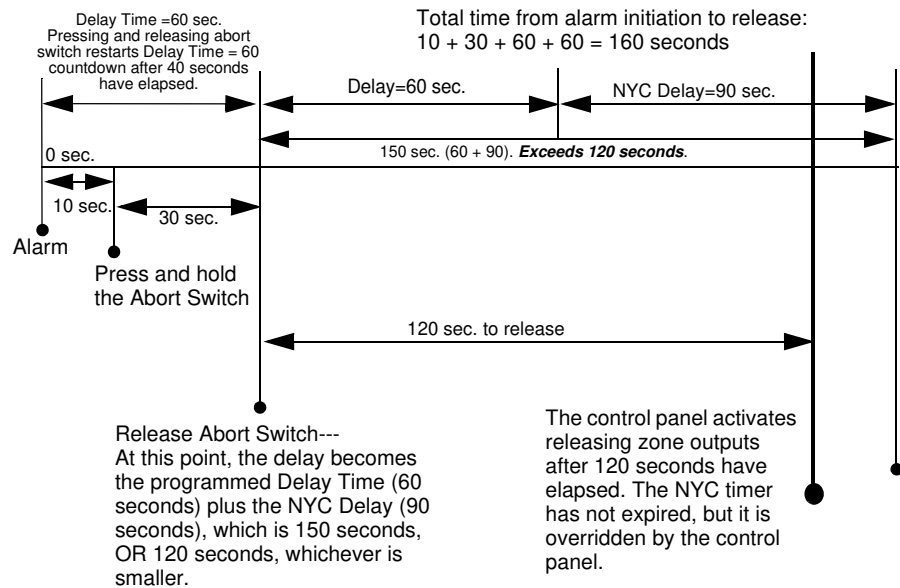 Delay Time =60 sec.
Pressing and releasing abort
switch restarts Delay Time = 60
countdown after 40 seconds
have elapsed.
Total time from alarm initiation to release:
10 + 30 + 60 + 60 = 160 seconds
Delay=60 sec.
NYC Delay=90 sec.
150 sec. (60 + 90). Exceeds 120 seconds.
0 sec.
10 sec.
30 sec.
Alarm
Press and hold
the Abort Switch
120 sec. to release
Release Abort Switch---
At this point, the delay becomes
the programmed Delay Time (60
seconds) plus the NYC Delay (90
seconds), which is 150 seconds,
OR 120 seconds, whichever is
smaller.
The control panel activates
releasing zone outputs
after 120 seconds have
elapsed. The NYC timer
has not expired, but it is
overridden by the control
panel.